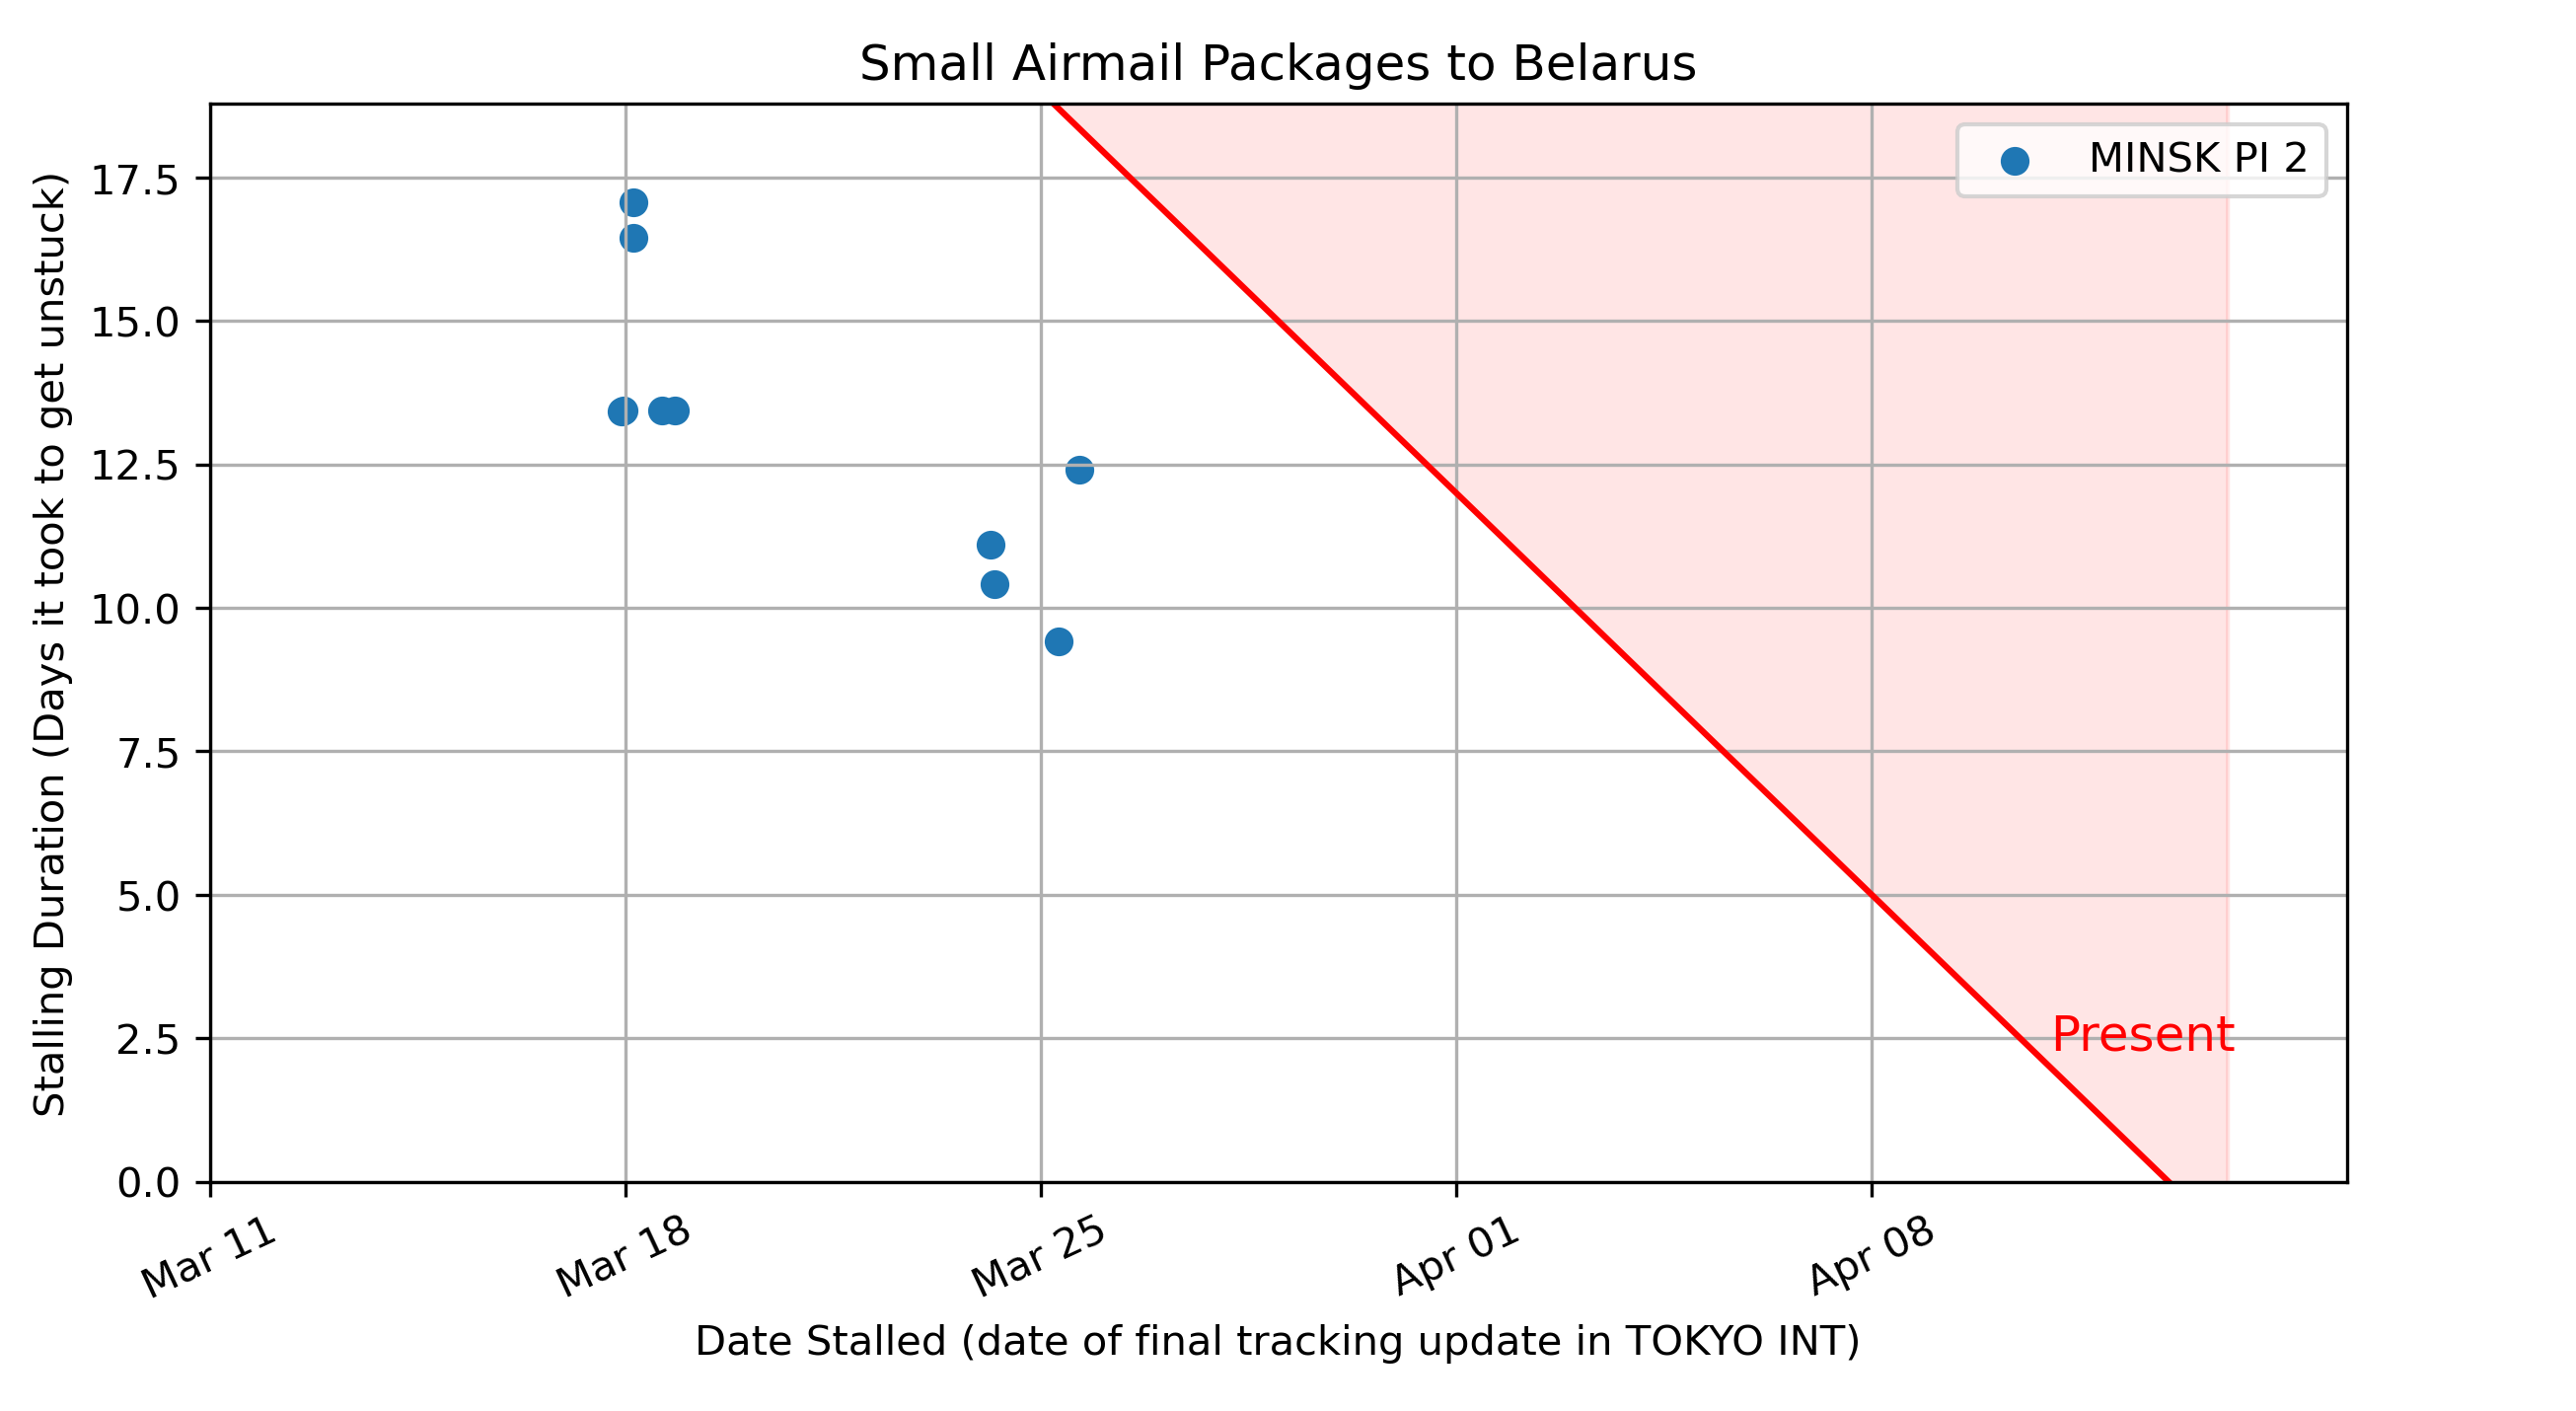 Small Airmail Packages to Belarus
MINSK PI 2
Stalling Duration (Days it took to get unstuck)
17.5
15.0
12.5
10.0
7.5
5.0
2.5
0.0
Present
Mar 11
Mar 18
Mar 25
Apr 01
Apr 08
Date Stalled (date of final tracking update in TOKYO INT)